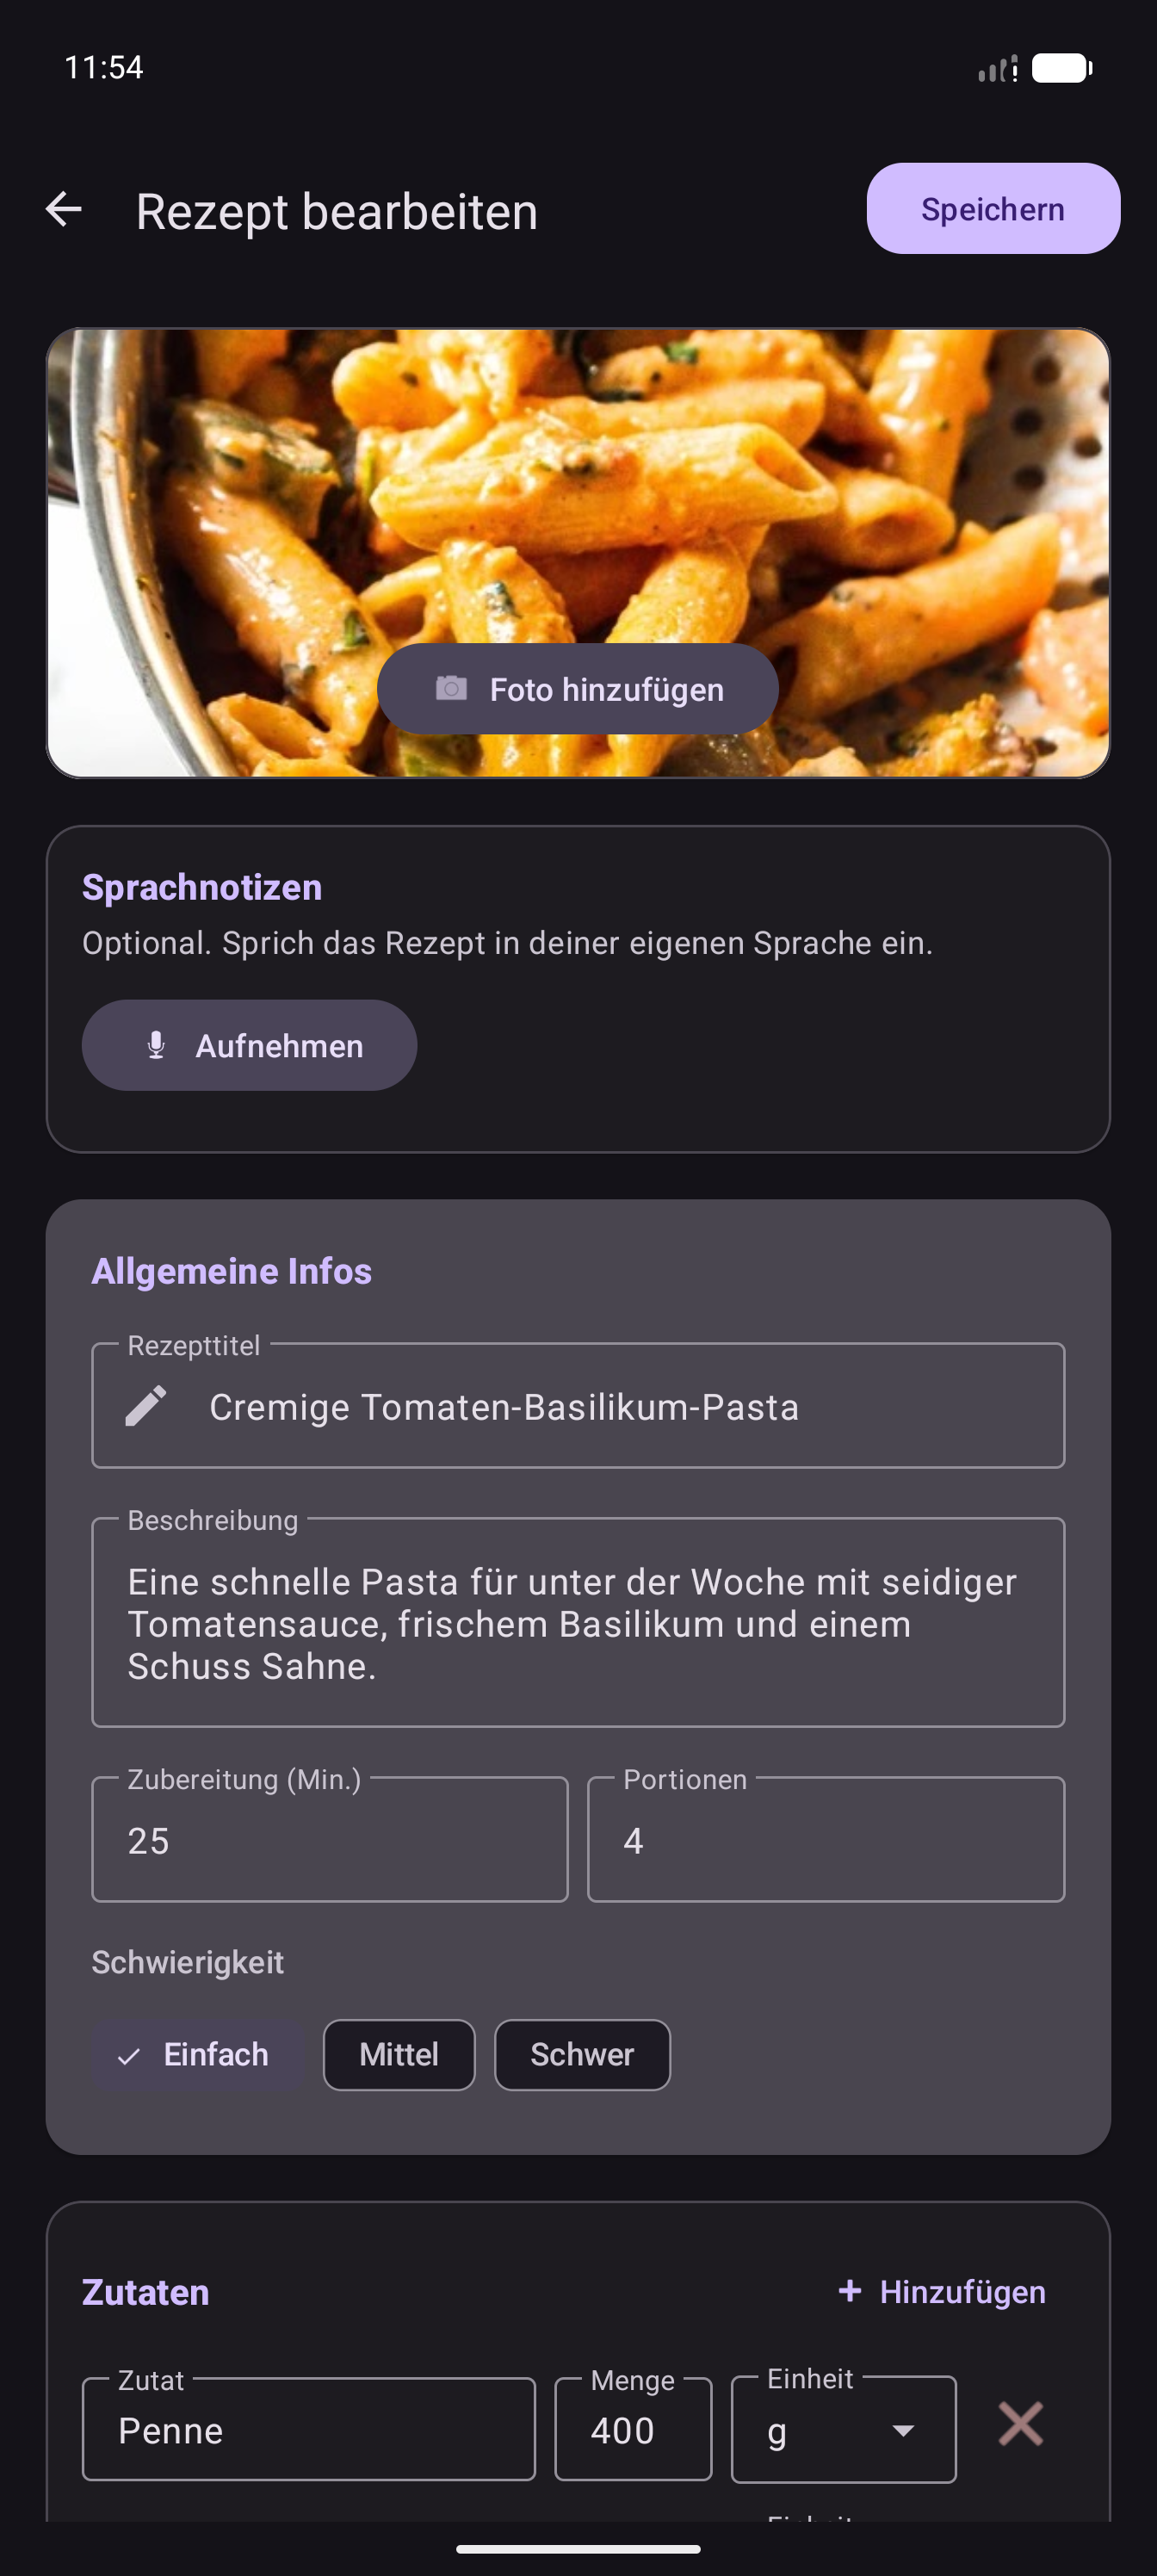 11:54
Rezept bearbeiten
Speichern
Foto hinzufügen
Sprachnotizen
Optional. Sprich das Rezept in deiner eigenen Sprache ein.
Aufnehmen
Allgemeine Infos
Rezepttitel
Cremige Tomaten-Basilikum-Pasta
Beschreibung
Eine schnelle Pasta für unter der Woche mit seidiger
Tomatensauce, frischem Basilikum und einem
Schuss Sahne.
Zubereitung (Min.)
Portionen
25
4
Schwierigkeit
Einfach
Mittel
Schwer
Zutaten
+ Hinzufügen
Zutat
Menge
Einheit
Penne
400
g